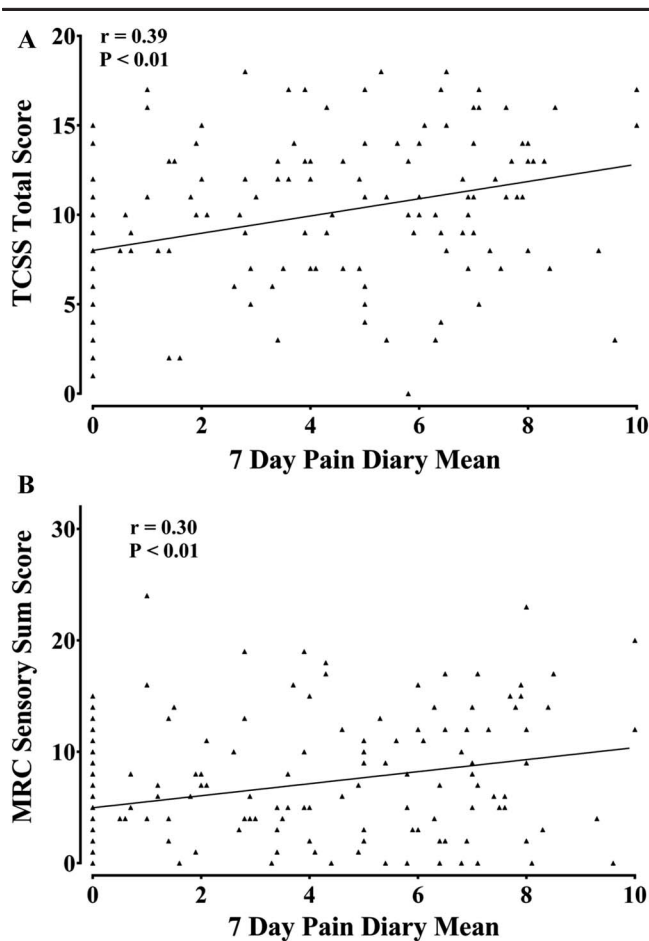 A
r = 0.39
P < 0.01
TCSS Total Score
20
15
10
5
0
0 2 4 6 8 10
7 Day Pain Diary Mean
B
r = 0.30
P < 0.01
MRC Sensory Sum Score
30
20
10
0
0 2 4 6 8 10
7 Day Pain Diary Mean